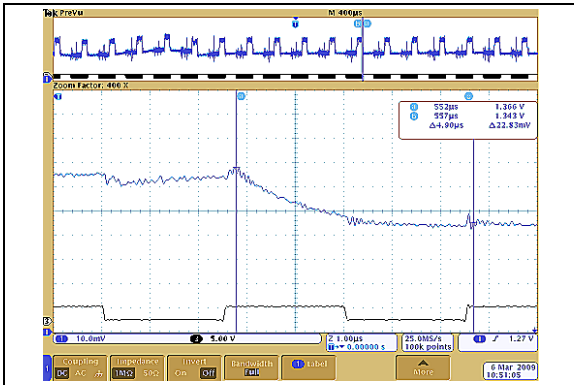 Tek PreVu M 400µs
Zoom Factor: 400 X
a 552µs 1.366 V
b 557µs 1.343 V
Δ4.90µs Δ22.83mV
1 10.0mV 3 5.00 V Z 1.00µs 25.0MS/s 1 1.27 V
0.00000 s 100k points
Coupling Impedance Invert Bandwidth 1 Label
DC AC 1MΩ 50Ω On Off Full More
6 Mar 2009
10:51:05